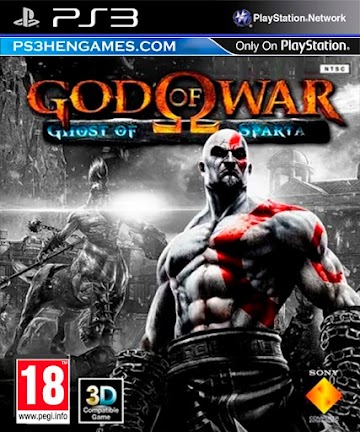 PS3
PlayStation®Network
PS3HENGAMES.COM
Only On PlayStation®
NTSC
GOD OF WAR
GHOST OF SPARTA
18
www.pegi.info
3D
Compatible
Game
SONY